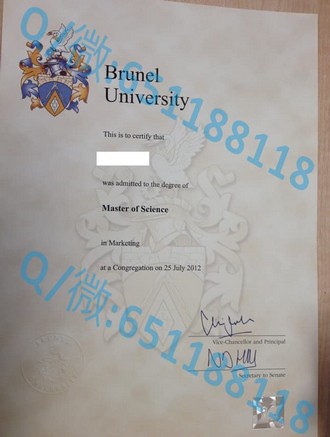 Brunel
University
This is to certify that
was admitted to the degree of
Master of Science
in Marketing
at a Congregation on 25 July 2012
Vice-Chancellor and Principal
Secretary to Senate
Q/微:651188118
Q/微:651188118